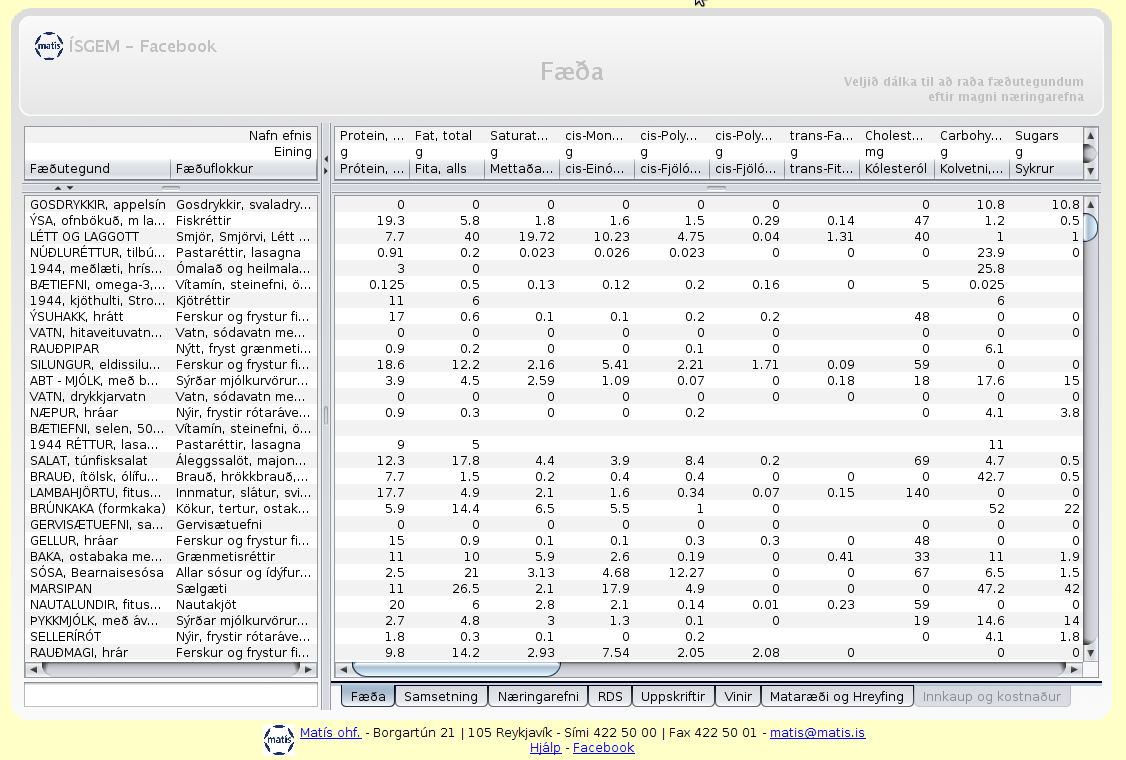 matis ÍSGEM – Facebook
Fæða
Veljið dálka til að raða fæðutegundum
eftir magni næringarefna
Nafn efnis Protein, ... Fat, total Saturat... cis-Mon... cis-Poly... cis-Poly... trans-Fa... Cholest... Carbohy... Sugars
Eining g g g g g g g mg g g
Fæðutegund Fæðuflokkur Prótein, ... Fita, alls Mettaða... cis-Einó... cis-Fjöló... cis-Fjöló... trans-Fit... Kólesteról Kolvetni,... Sykrur
GOSDRYKKIR, appelsín Gosdrykkir, svaladry... 0 0 0 0 0 0 0 10.8 10.8
ÝSA, ofnbökuð, m la... Fiskréttir 19.3 5.8 1.8 1.6 1.5 0.29 0.14 47 1.2 0.5
LÉTT OG LAGGOTT Smjör, Smjörvi, Létt ... 7.7 40 19.72 10.23 4.75 0.04 1.31 40 1 1
NÚÐLURÉTTUR, tilbú... Pastaréttir, lasagna 0.91 0.2 0.023 0.026 0.023 0 0 0 23.9 0
1944, meðlæti, hrís... Ómalað og heilmala... 3 0 25.8
BÆTIEFNI, omega-3,... Vítamín, steinefni, ö... 0.125 0.5 0.13 0.12 0.2 0.16 0 5 0.025
1944, kjöthulti, Stro... Kjötréttir 11 6 6
ÝSUHAKK, hrátt Ferskur og frystur fi... 17 0.6 0.1 0.1 0.2 0.2 48 0 0
VATN, hitaveituvatn... Vatn, sódavatn me... 0 0 0 0 0 0 0 0 0
RAUÐPIPAR Nýtt, fryst grænmeti... 0.9 0.2 0 0 0.1 0 0 6.1
SILUNGUR, eldissilu... Ferskur og frystur fi... 18.6 12.2 2.16 5.41 2.21 1.71 0.09 59 0 0
ABT - MJÓLK, með b... Sýrðar mjólkurvörur... 3.9 4.5 2.59 1.09 0.07 0 0.18 18 17.6 15
VATN, drykkjarvatn Vatn, sódavatn me... 0 0 0 0 0 0 0 0 0 0
NÆPUR, hráar Nýir, frystir rótaráve... 0.9 0.3 0 0 0.2 0 4.1 3.8
BÆTIEFNI, selen, 50... Vítamín, steinefni, ö...
1944 RÉTTUR, lasa... Pastaréttir, lasagna 9 5 11
SALAT, túnfisksalat Áleggssalöt, majon... 12.3 17.8 4.4 3.9 8.4 0.2 69 4.7 0.5
BRAUÐ, ítölsk, ólífu... Brauð, hrökkbrauð,... 7.7 1.5 0.2 0.4 0.4 0 0 0 42.7 0.5
LAMBAHJÖRTU, fitus... Innmatur, slátur, svi... 17.7 4.9 2.1 1.6 0.34 0.07 0.15 140 0 0
BRÚNKAKA (formkaka) Kökur, tertur, ostak... 5.9 14.4 6.5 5.5 1 0 52 22
GERVISÆTUEFNI, sa... Gervisætuefni 0 0 0 0 0 0 0 0 0
GELLUR, hráar Ferskur og frystur fi... 15 0.9 0.1 0.1 0.3 0.3 0 48 0 0
BAKA, ostabaka me... Grænmetisréttir 11 10 5.9 2.6 0.19 0 0.41 33 11 1.9
SÓSA, Bearnaisesósa Allar sósur og ídýfur... 2.5 21 3.13 4.68 12.27 0 0 67 6.5 1.5
MARSIPAN Sælgæti 11 26.5 2.1 17.9 4.9 0 0 0 47.2 42
NAUTALUNDIR, fitus... Nautakjöt 20 6 2.8 2.1 0.14 0.01 0.23 59 0 0
ÞYKKMJÓLK, með áv... Sýrðar mjólkurvörur... 2.7 4.8 3 1.3 0.1 0 19 14.6 14
SELLERÍRÓT Nýir, frystir rótaráve... 1.8 0.3 0.1 0 0.2 0 4.1 1.8
RAUÐMAGI, hrár Ferskur og frystur fi... 9.8 14.2 2.93 7.54 2.05 2.08 0 0 0
Fæða Samsetning Næringarefni RDS Uppskriftir Vinir Mataræði og Hreyfing Innkaup og kostnaður
matis Matís ohf. - Borgartún 21 | 105 Reykjavík - Sími 422 50 00 | Fax 422 50 01 - matis@matis.is
Hjálp - Facebook